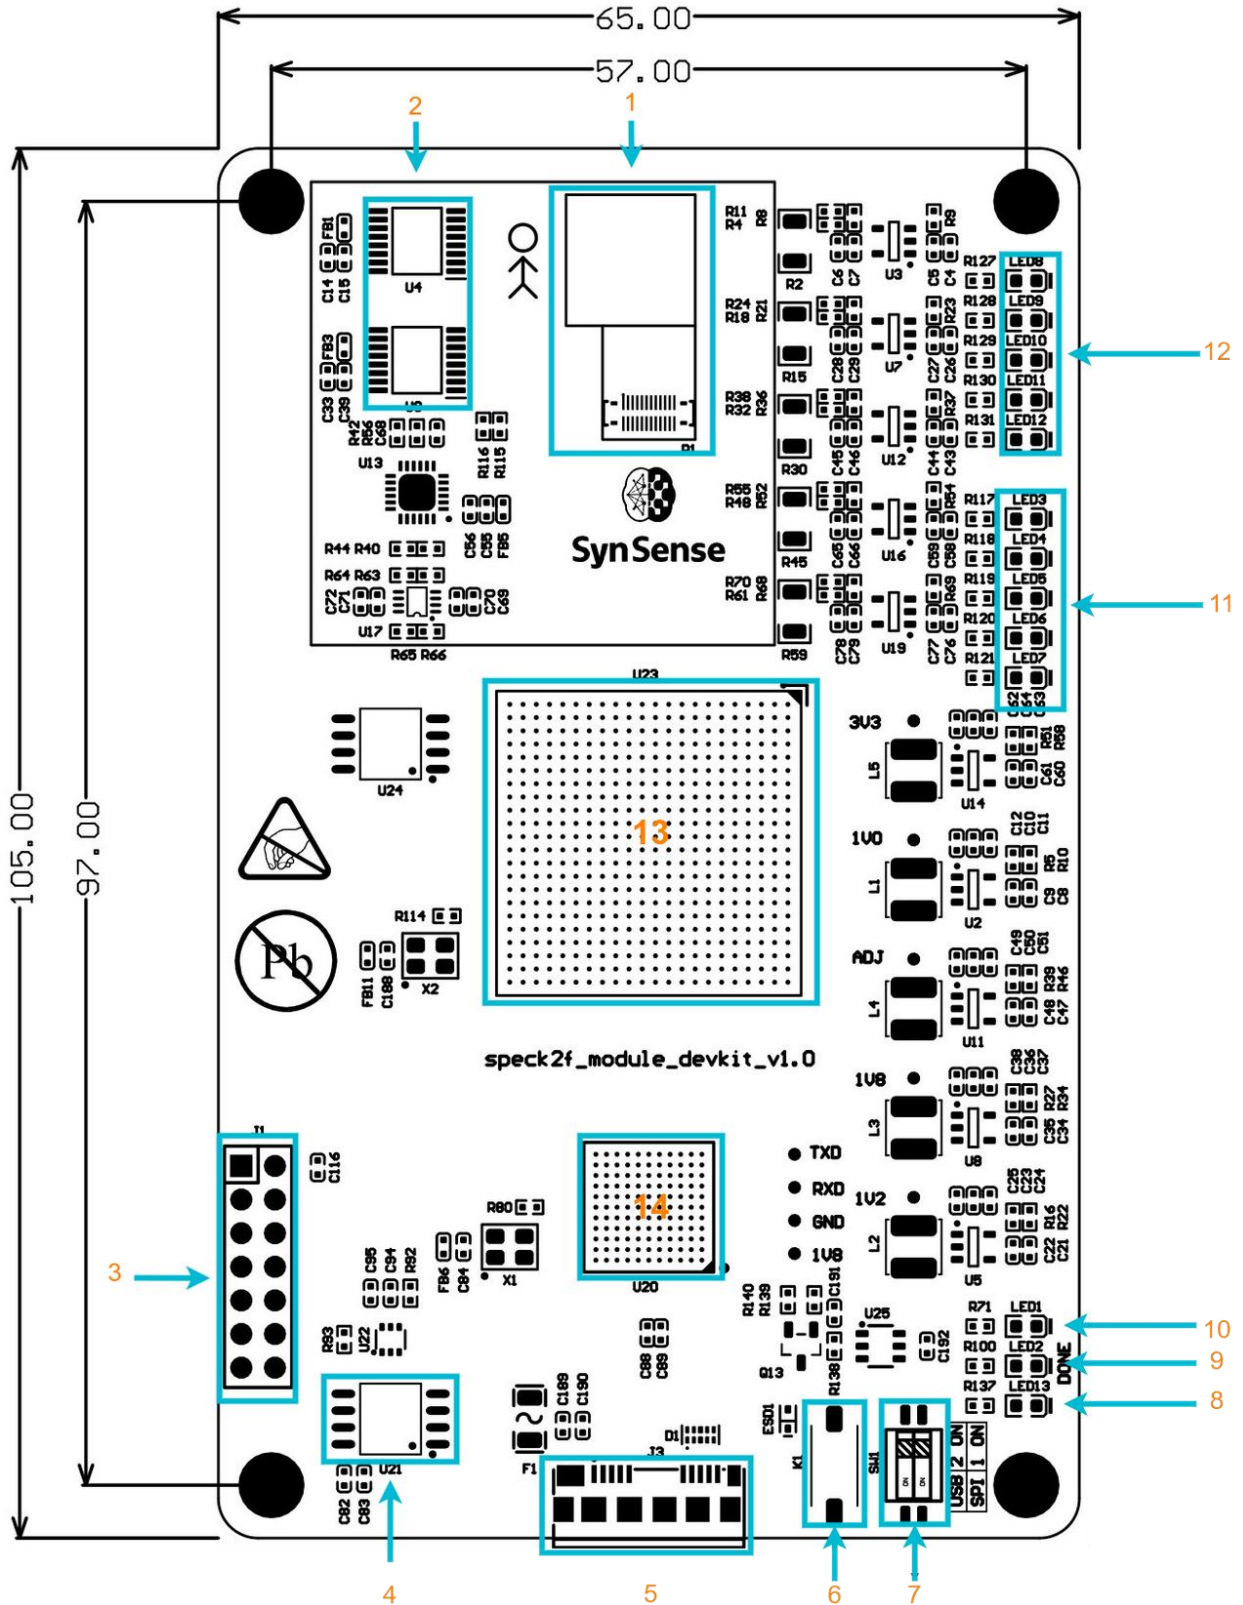 65.00
57.00
2
1
R11
R4
R8
FB1
C14
C15
U4
R2
C6
C7
U3
C5
C4
R9
R127
LED8
R128
LED9
R24
R18
R21
R23
R129
LED10
12
FB3
C33
C39
R15
C28
C29
U7
C27
C26
R130
LED11
R38
R32
R36
R37
R131
LED12
R42
R56
C68
U13
R116
R115
R30
C45
C46
U12
C44
C43
R55
R48
R52
R54
R117
LED3
C56
C55
FB5
SynSense
R118
LED4
R44 R40
R45
C65
C66
U16
C59
C58
R119
LED5
R64 R63
R70
R61
R68
R69
11
C72
C71
C70
C69
R120
LED6
U17
R65 R66
R59
C78
C79
U19
C77
C76
R121
LED7
U23
C62
C64
C63
3V3
L5
U14
R51
R58
C61
C60
U24
105.00
97.00
13
C12
C10
C11
1V0
L1
U2
R5
R10
C9
C8
R114
Pb
FB11
C188
X2
C49
C50
C51
ADJ
L4
U11
R39
R46
C48
C47
speck2f_module_devkit_v1.0
C38
C36
C37
1V8
L3
U8
R27
R34
C35
C34
J1
C116
TXD
RXD
GND
1V8
14
R80
U20
C25
C23
C24
1V2
L2
U5
R16
R22
C22
C21
3
C95
C94
R92
FB6
C84
X1
R140
R139
C191
U25
R71
LED1
10
R93
U22
C88
C89
Q13
R138
C192
R100
LED2
DONE
9
R137
LED13
8
U21
C82
C83
F1
C189
C190
D1
J3
ESD1
K1
SW1
ON
ON
USB 2 ON
SPI 1 ON
4
5
6
7